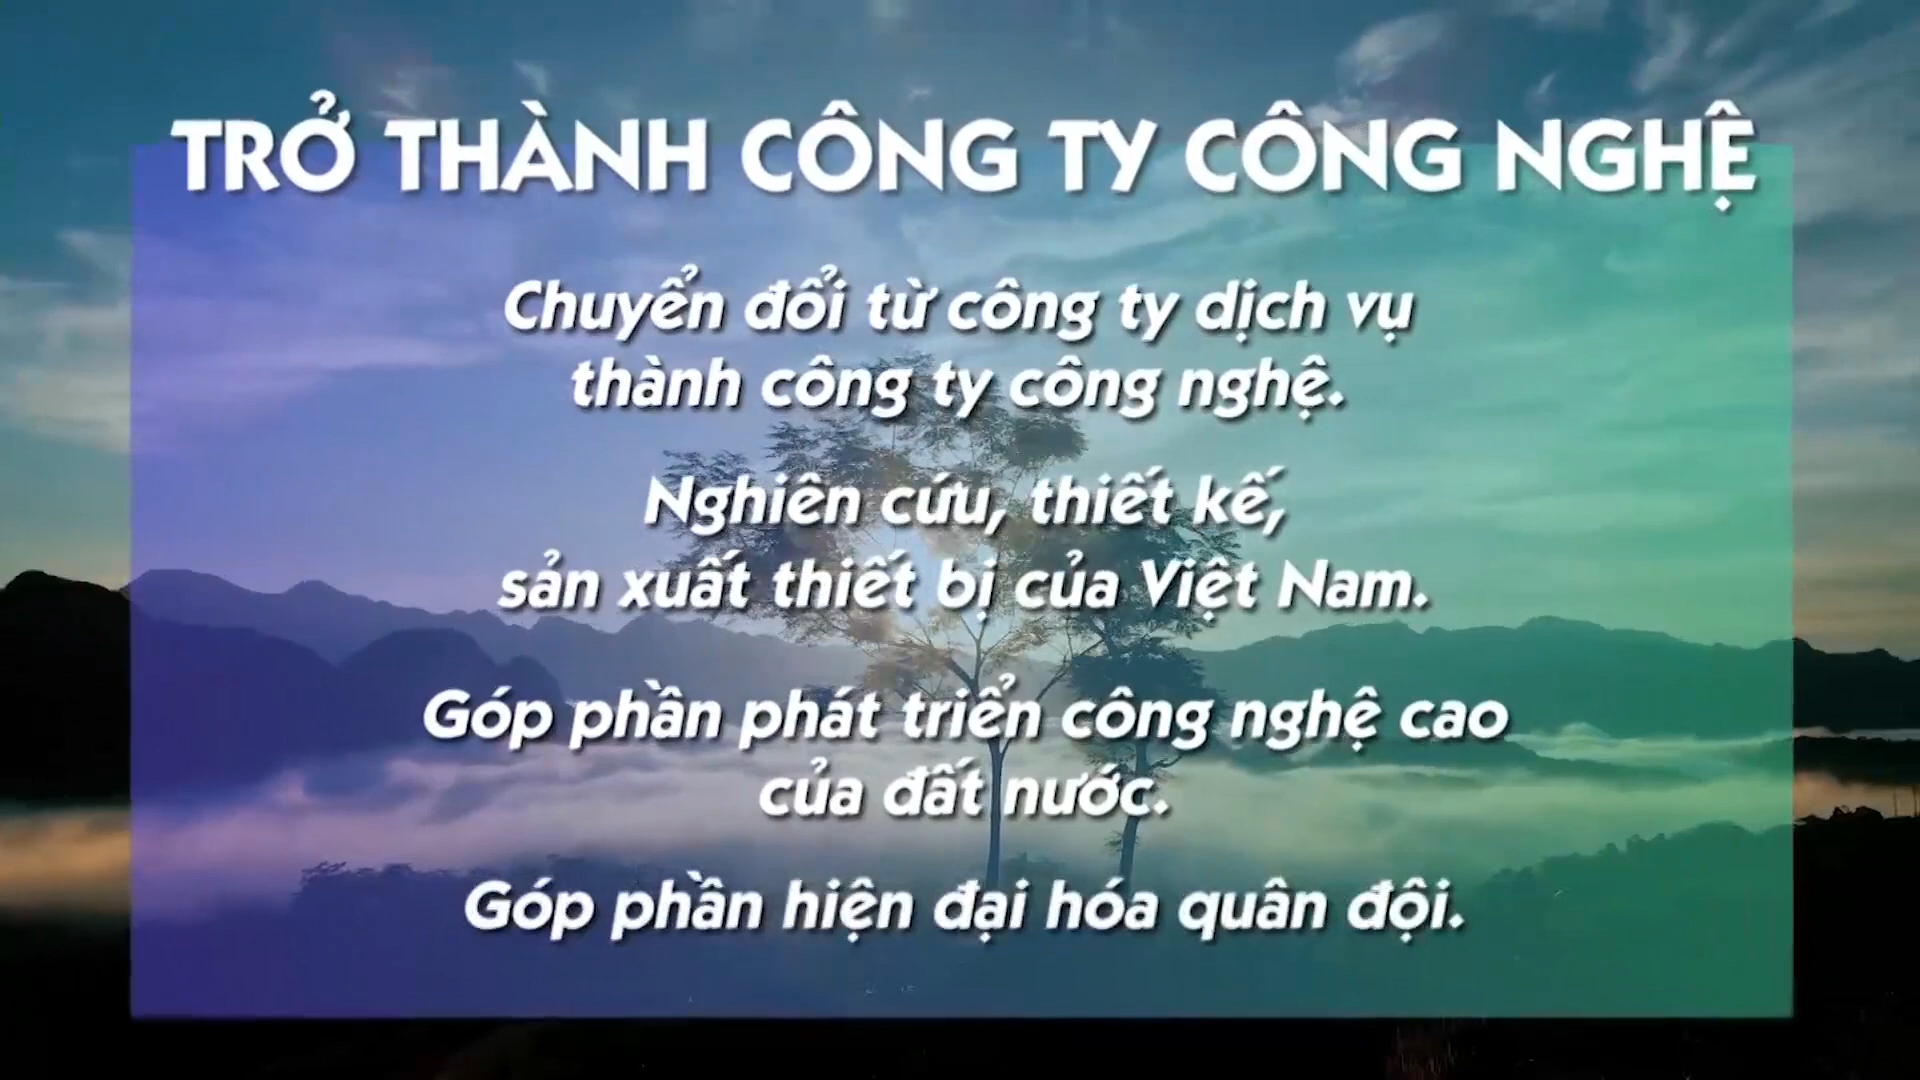 TRỞ THÀNH CÔNG TY CÔNG NGHỆ
Chuyển đổi từ công ty dịch vụ
thành công ty công nghệ.
Nghiên cứu, thiết kế,
sản xuất thiết bị của Việt Nam.
Góp phần phát triển công nghệ cao
của đất nước.
Góp phần hiện đại hóa quân đội.